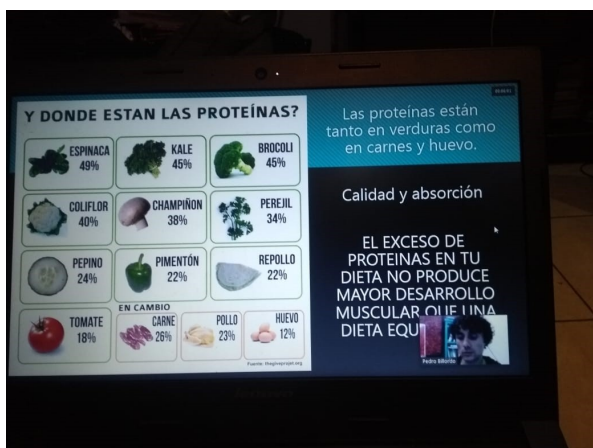 Y DONDE ESTAN LAS PROTEÍNAS?
ESPINACA
49%
KALE
45%
BROCOLI
45%
COLIFLOR
40%
CHAMPIÑON
38%
PEREJIL
34%
PEPINO
24%
PIMENTÓN
22%
REPOLLO
22%
TOMATE
18%
EN CAMBIO
CARNE
26%
POLLO
23%
HUEVO
12%
Las proteínas están
tanto en verduras como
en carnes y huevo.
Calidad y absorción
EL EXCESO DE
PROTEINAS EN TU
DIETA NO PRODUCE
MAYOR DESARROLLO
MUSCULAR QUE UNA
DIETA
Pedro
lenovo